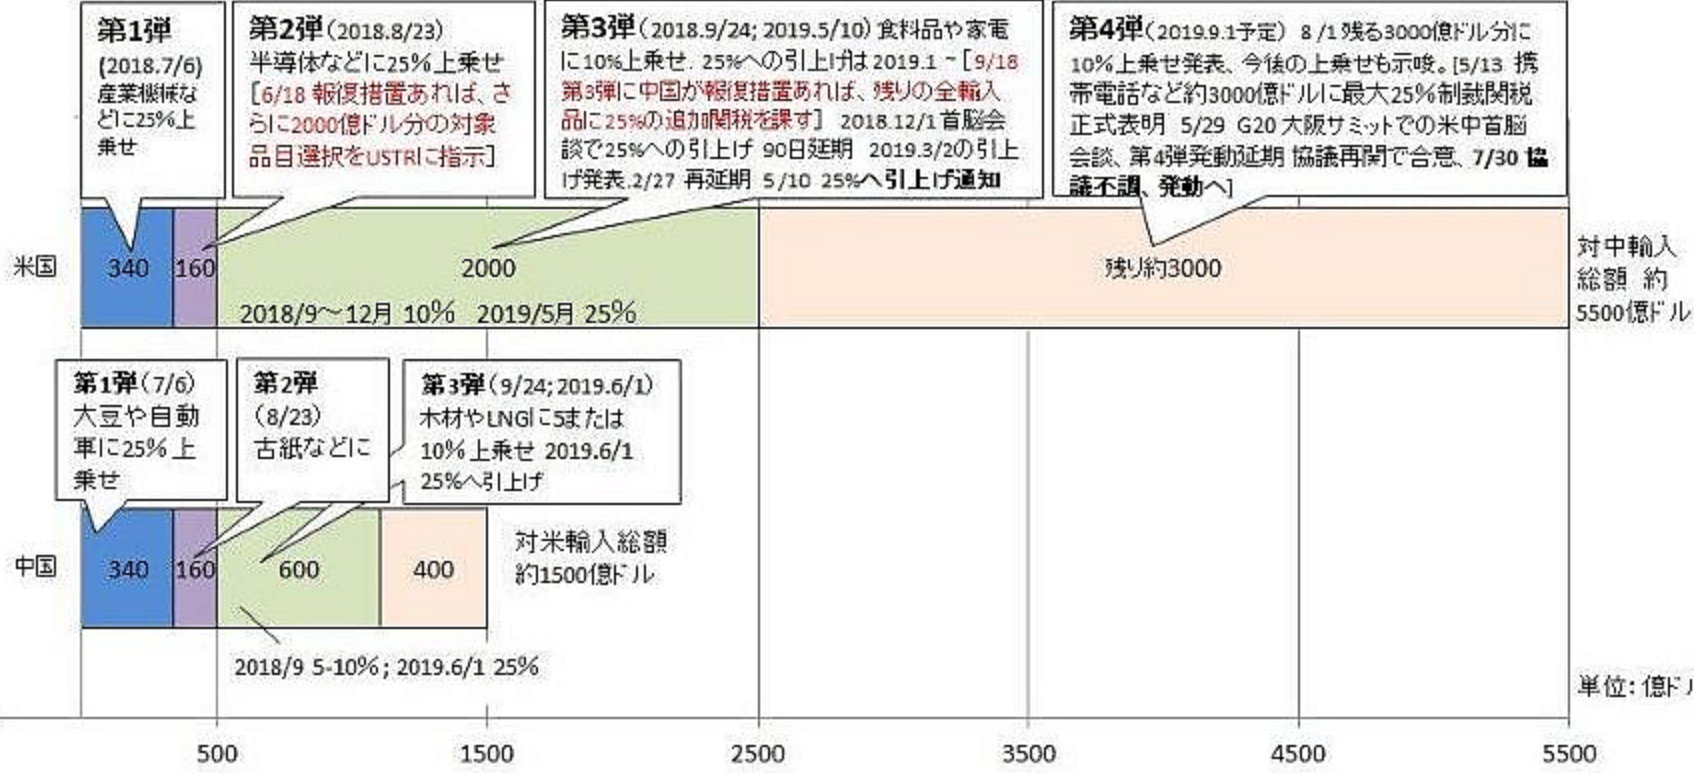 第1弾
(2018.7/6)
産業機械な
どに25%上
乗せ
第2弾(2018.8/23)
半導体などに25%上乗せ
[6/18 報復措置あれば、さ
らに2000億ドル分の対象
品目選択をUSTRに指示]
第3弾(2018.9/24; 2019.5/10) 食料品や家電
に10%上乗せ. 25%への引上げは2019.1 ~ [9/18
第3弾に中国が報復措置あれば、残りの全輸入
品に25%の追加関税を課す] 2018.12/1 首脳会
談で25%への引上げ 90日延期 2019.3/2の引上
げ発表.2/27 再延期 5/10 25%へ引上げ通知
第4弾(2019.9.1予定) 8/1 残る3000億ドル分に
10%上乗せ発表、今後の上乗せも示唆。[5/13 携
帯電話など約3000億ドルに最大25%制裁関税
正式表明 5/29 G20 大阪サミットでの米中首脳
会談、第4弾発動延期 協議再開で合意、7/30 協
議不調、発動へ]
米国
340
160
2000
残り約3000
2018/9～12月 10% 2019/5月 25%
対中輸入
総額 約
5500億ドル
第1弾(7/6)
大豆や自動
車に25% 上
乗せ
第2弾
(8/23)
古紙などに
第3弾(9/24; 2019.6/1)
木材やLNGに5または
10% 上乗せ 2019.6/1
25%へ引上げ
中国
340
160
600
400
対米輸入総額
約1500億ドル
2018/9 5-10%; 2019.6/1 25%
単位: 億ドル
500 1500 2500 3500 4500 5500